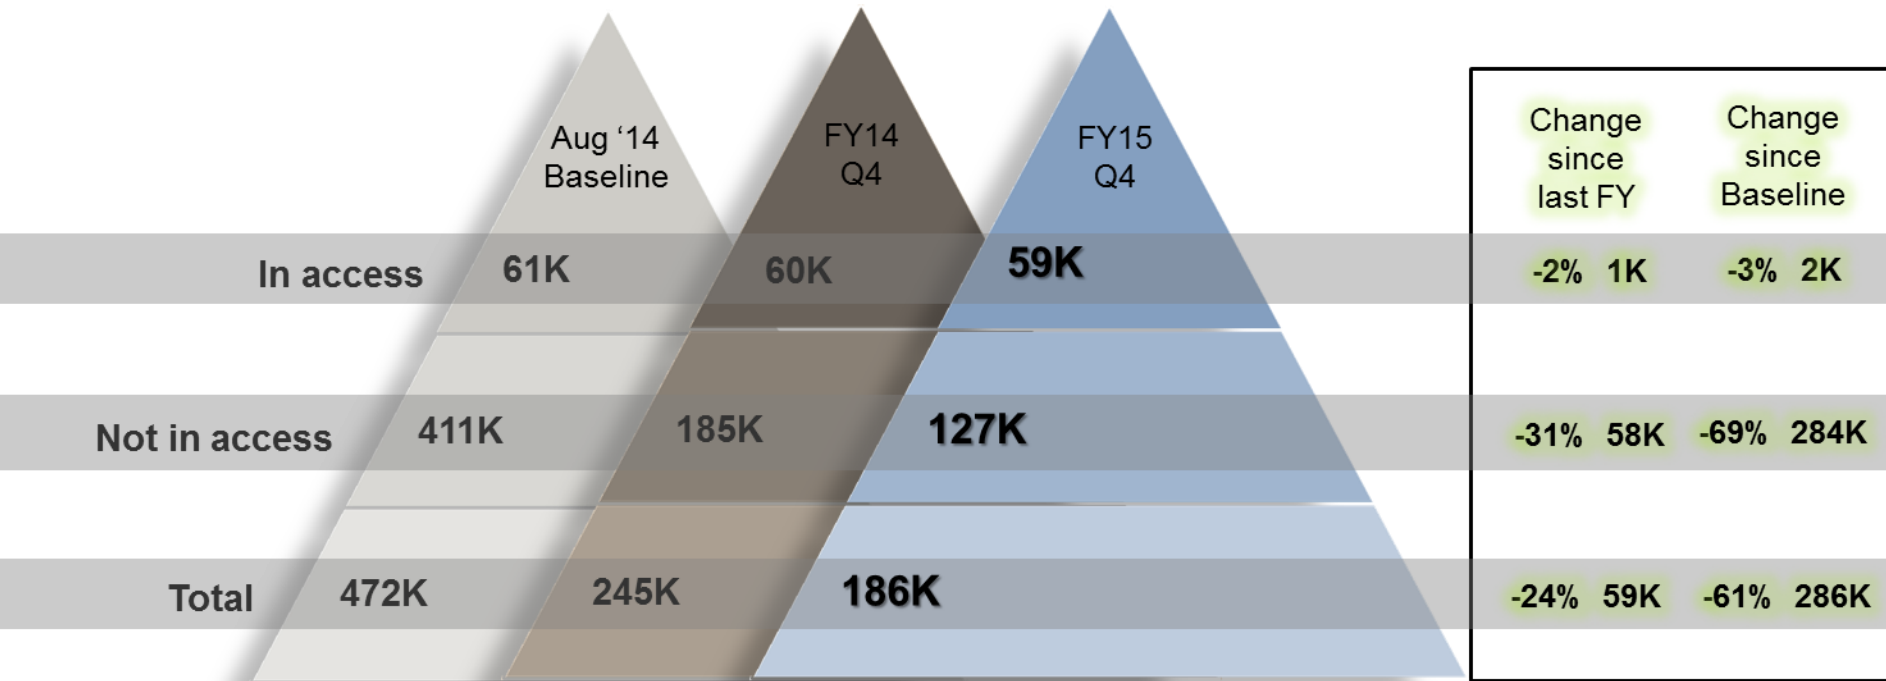 Aug ‘14
Baseline
FY14
Q4
FY15
Q4
Change
since
last FY
Change
since
Baseline
In access 61K 60K 59K -2% 1K -3% 2K
Not in access 411K 185K 127K -31% 58K -69% 284K
Total 472K 245K 186K -24% 59K -61% 286K